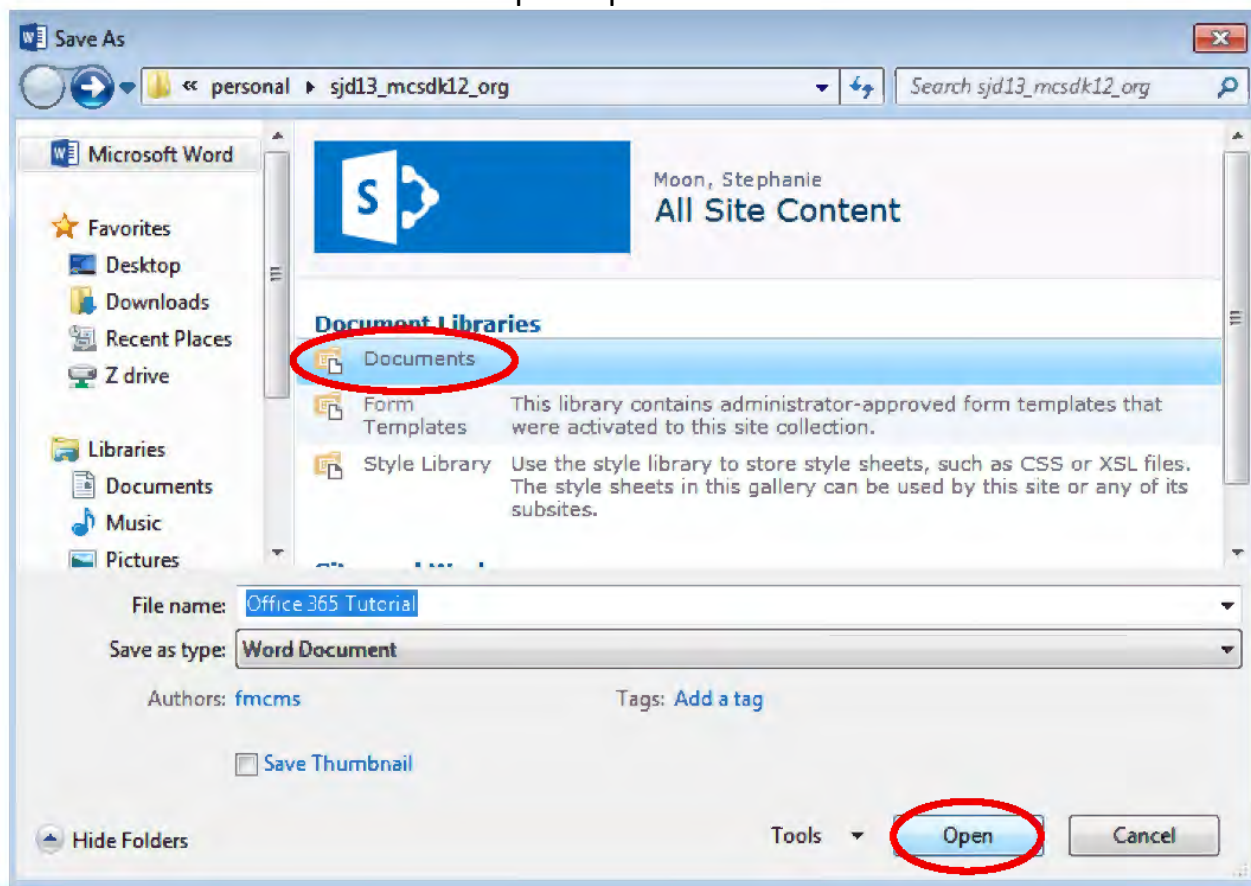 Save As
« personal ▸ sjd13_mcsdk12_org
Search sjd13_mcsdk12_org
Microsoft Word
Favorites
Desktop
Downloads
Recent Places
Z drive
Libraries
Documents
Music
Pictures
S
Moon, Stephanie
All Site Content
Document Libraries
Documents
Form Templates
This library contains administrator-approved form templates that
were activated to this site collection.
Style Library
Use the style library to store style sheets, such as CSS or XSL files.
The style sheets in this gallery can be used by this site or any of its
subsites.
File name: Office 365 Tutorial
Save as type: Word Document
Authors: fmcms
Tags: Add a tag
Save Thumbnail
Hide Folders
Tools
Open
Cancel